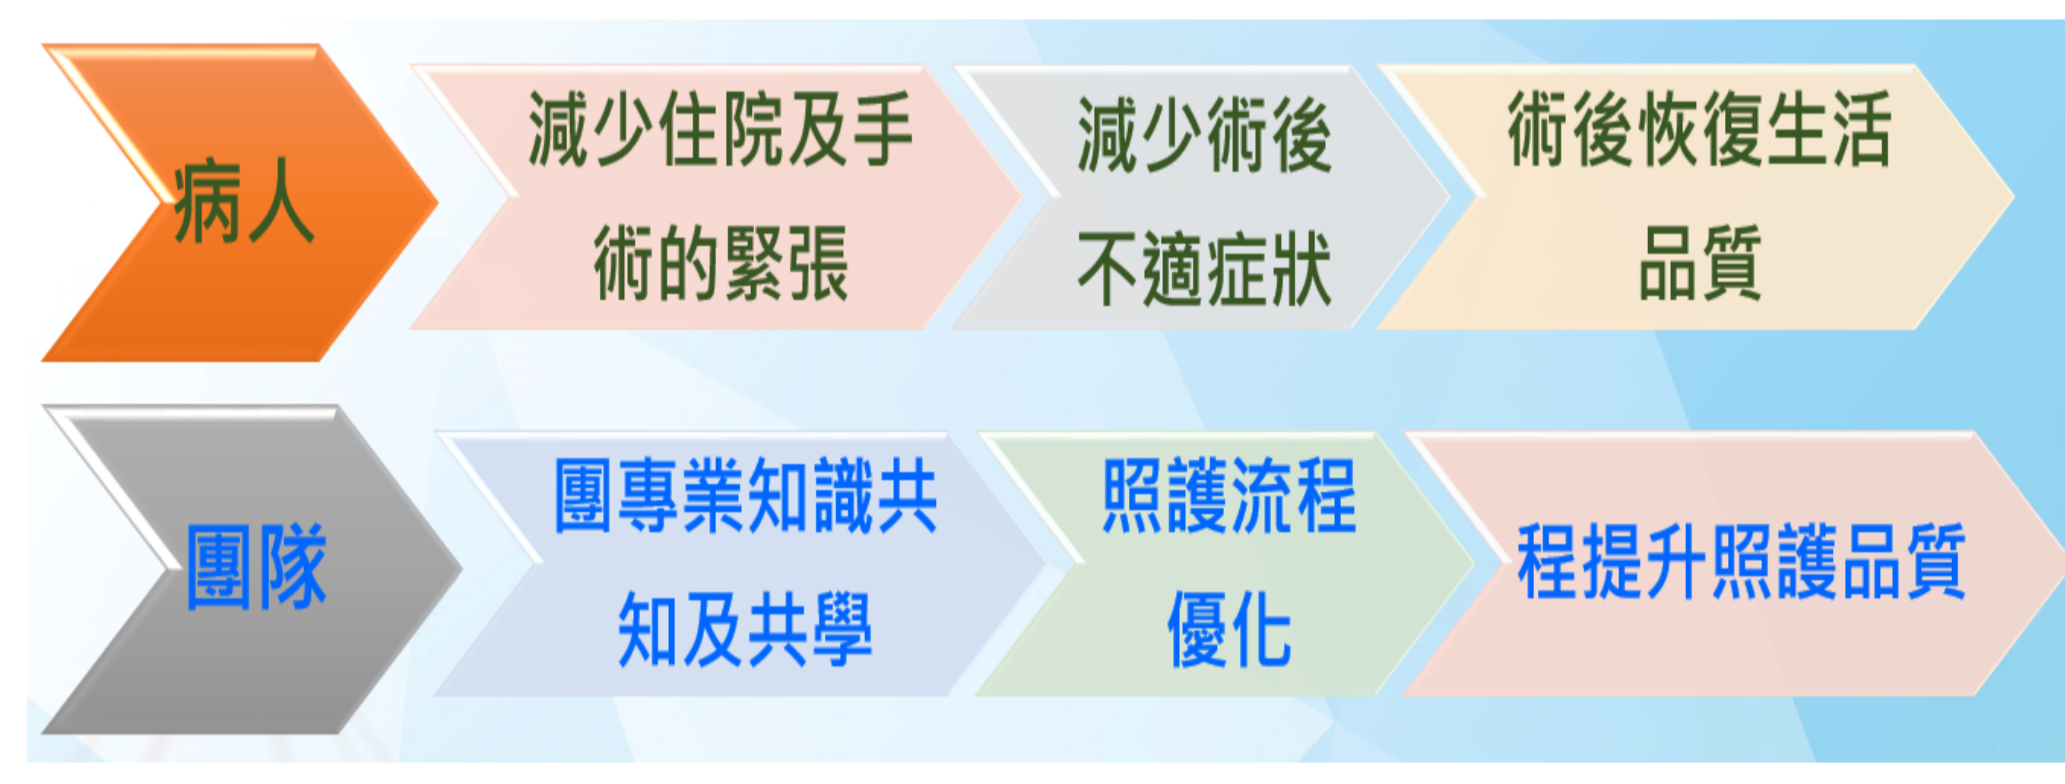 病人
減少住院及手
術的緊張
減少術後
不適症狀
術後恢復生活
品質
團隊
團專業知識共
知及共學
照護流程
優化
程提升照護品質